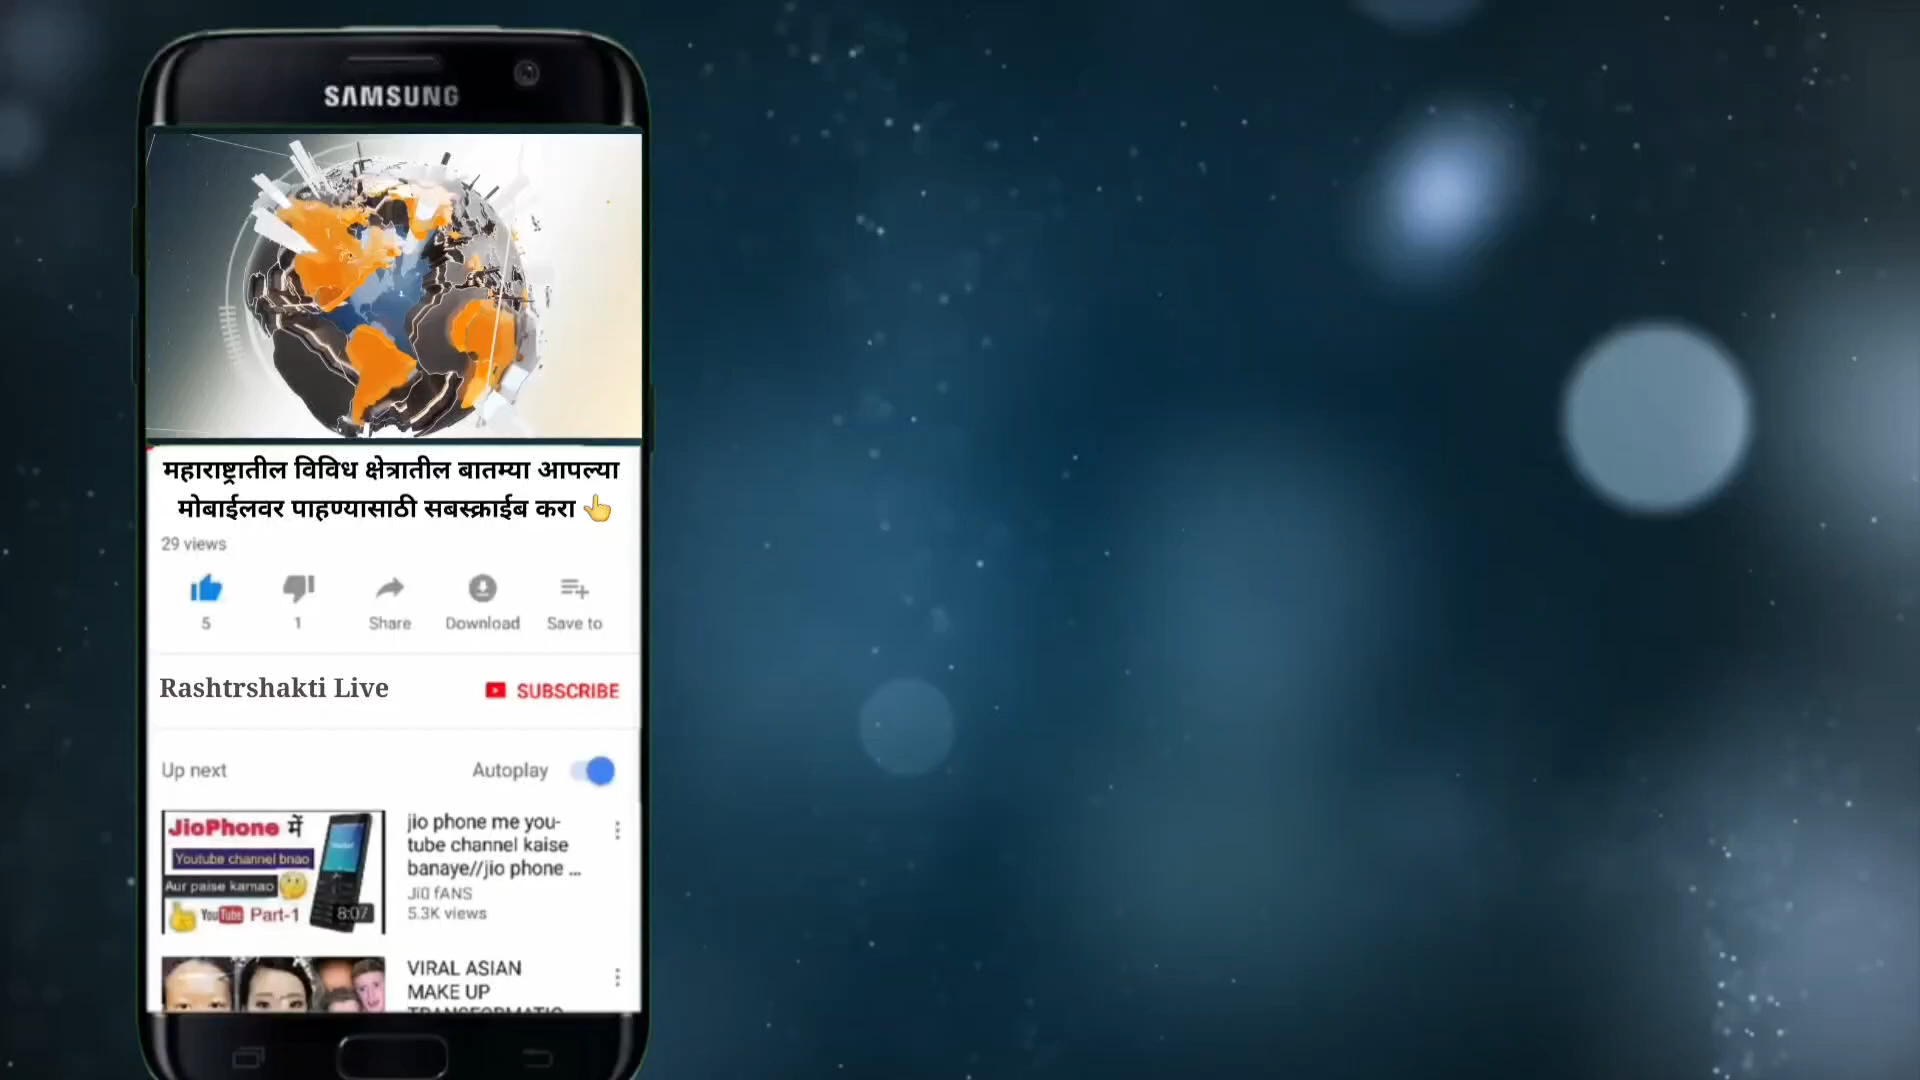 SAMSUNG
महाराष्ट्रातील विविध क्षेत्रातील बातम्या आपल्या
मोबाईलवर पाहण्यासाठी सबस्क्राईब करा 👆
29 views
5
1
Share
Download
Save to
Rashtrshakti Live
SUBSCRIBE
Up next
Autoplay
JioPhone में
Youtube channel bnao
Aur paise kamao
YouTube Part-1
8:07
jio phone me you-
tube channel kaise
banaye//jio phone ...
Jio fANS
5.3K views
VIRAL ASIAN
MAKE UP